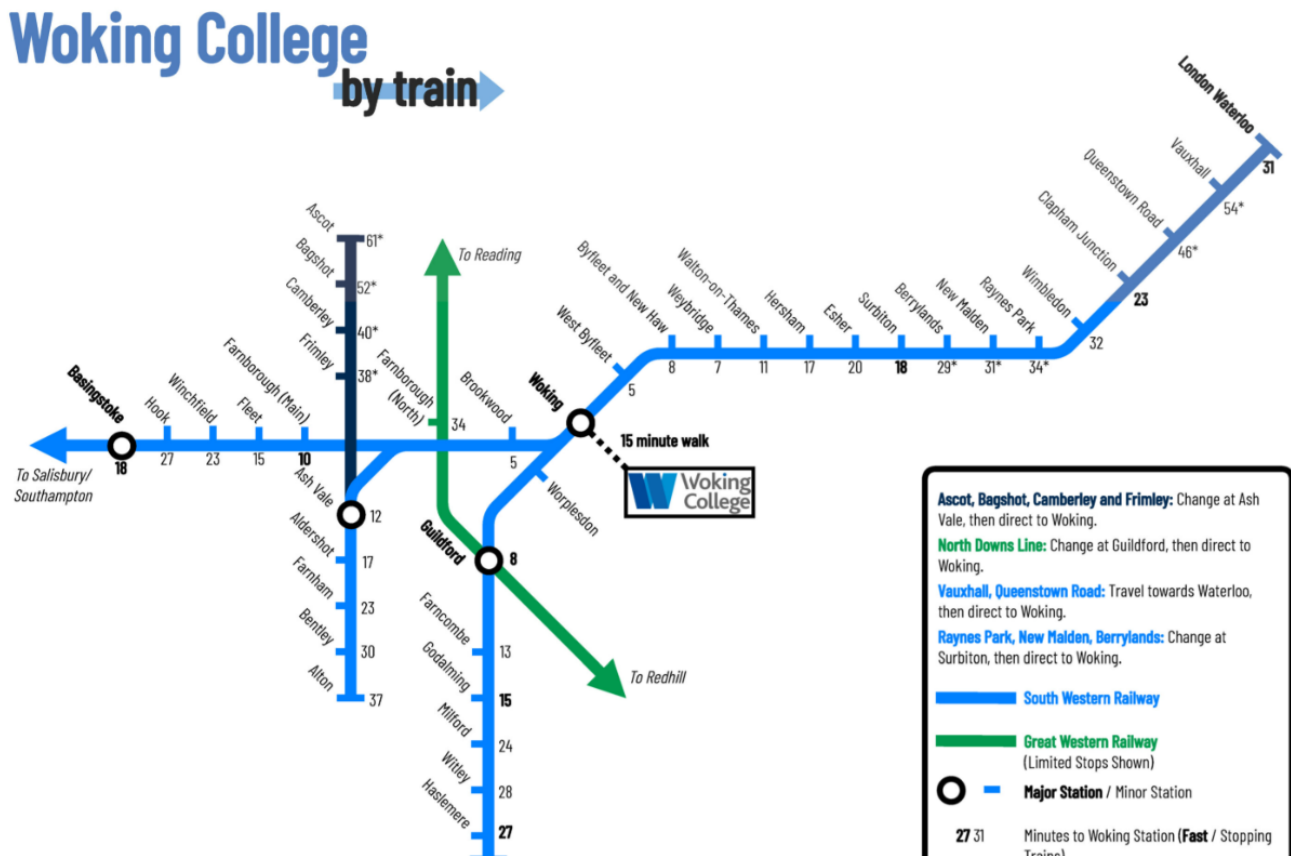 Woking College
by train
London Waterloo
31
Vauxhall
54*
Queenstown Road
46*
Clapham Junction
23
Wimbledon
32
Raynes Park
34*
New Malden
31*
Berrylands
29*
Surbiton
18
Esher
20
Hersham
17
Walton-on-Thames
11
Weybridge
7
Byfleet and New Haw
8
West Byfleet
5
Woking
15 minute walk
Woking
College
Ascot
61*
Bagshot
52*
Camberley
40*
Frimley
38*
To Reading
Farnborough
(North)
34
Brookwood
5
Farnborough (Main)
10
Fleet
15
Winchfield
23
Hook
27
Basingstoke
18
To Salisbury/
Southampton
Ash Vale
12
Aldershot
17
Farnham
23
Bentley
30
Alton
37
Worplesdon
Guildford
8
Farncombe
13
Godalming
15
Milford
24
Witley
28
Haslemere
27
To Redhill
Ascot, Bagshot, Camberley and Frimley: Change at Ash
Vale, then direct to Woking.
North Downs Line: Change at Guildford, then direct to
Woking.
Vauxhall, Queenstown Road: Travel towards Waterloo,
then direct to Woking.
Raynes Park, New Malden, Berrylands: Change at
Surbiton, then direct to Woking.
South Western Railway
Great Western Railway
(Limited Stops Shown)
Major Station / Minor Station
27 31 Minutes to Woking Station (Fast / Stopping
Trains)